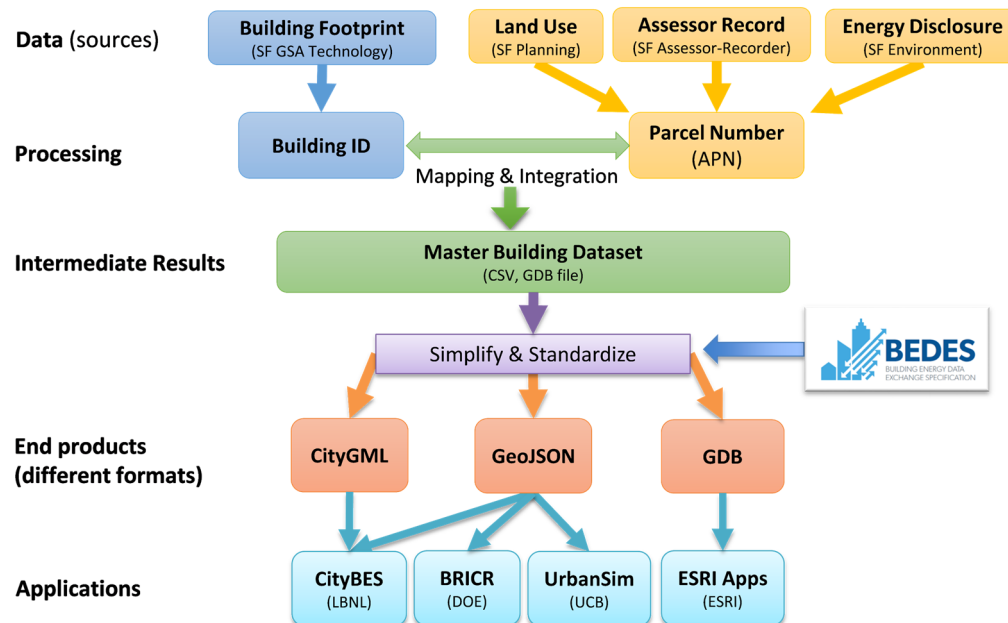 Data (sources)
Building Footprint
(SF GSA Technology)
Land Use
(SF Planning)
Assessor Record
(SF Assessor-Recorder)
Energy Disclosure
(SF Environment)
Processing
Building ID
Parcel Number
(APN)
Mapping & Integration
Intermediate Results
Master Building Dataset
(CSV, GDB file)
Simplify & Standardize
BEDES
BUILDING ENERGY DATA
EXCHANGE SPECIFICATION
End products
(different formats)
CityGML
GeoJSON
GDB
Applications
CityBES
(LBNL)
BRICR
(DOE)
UrbanSim
(UCB)
ESRI Apps
(ESRI)